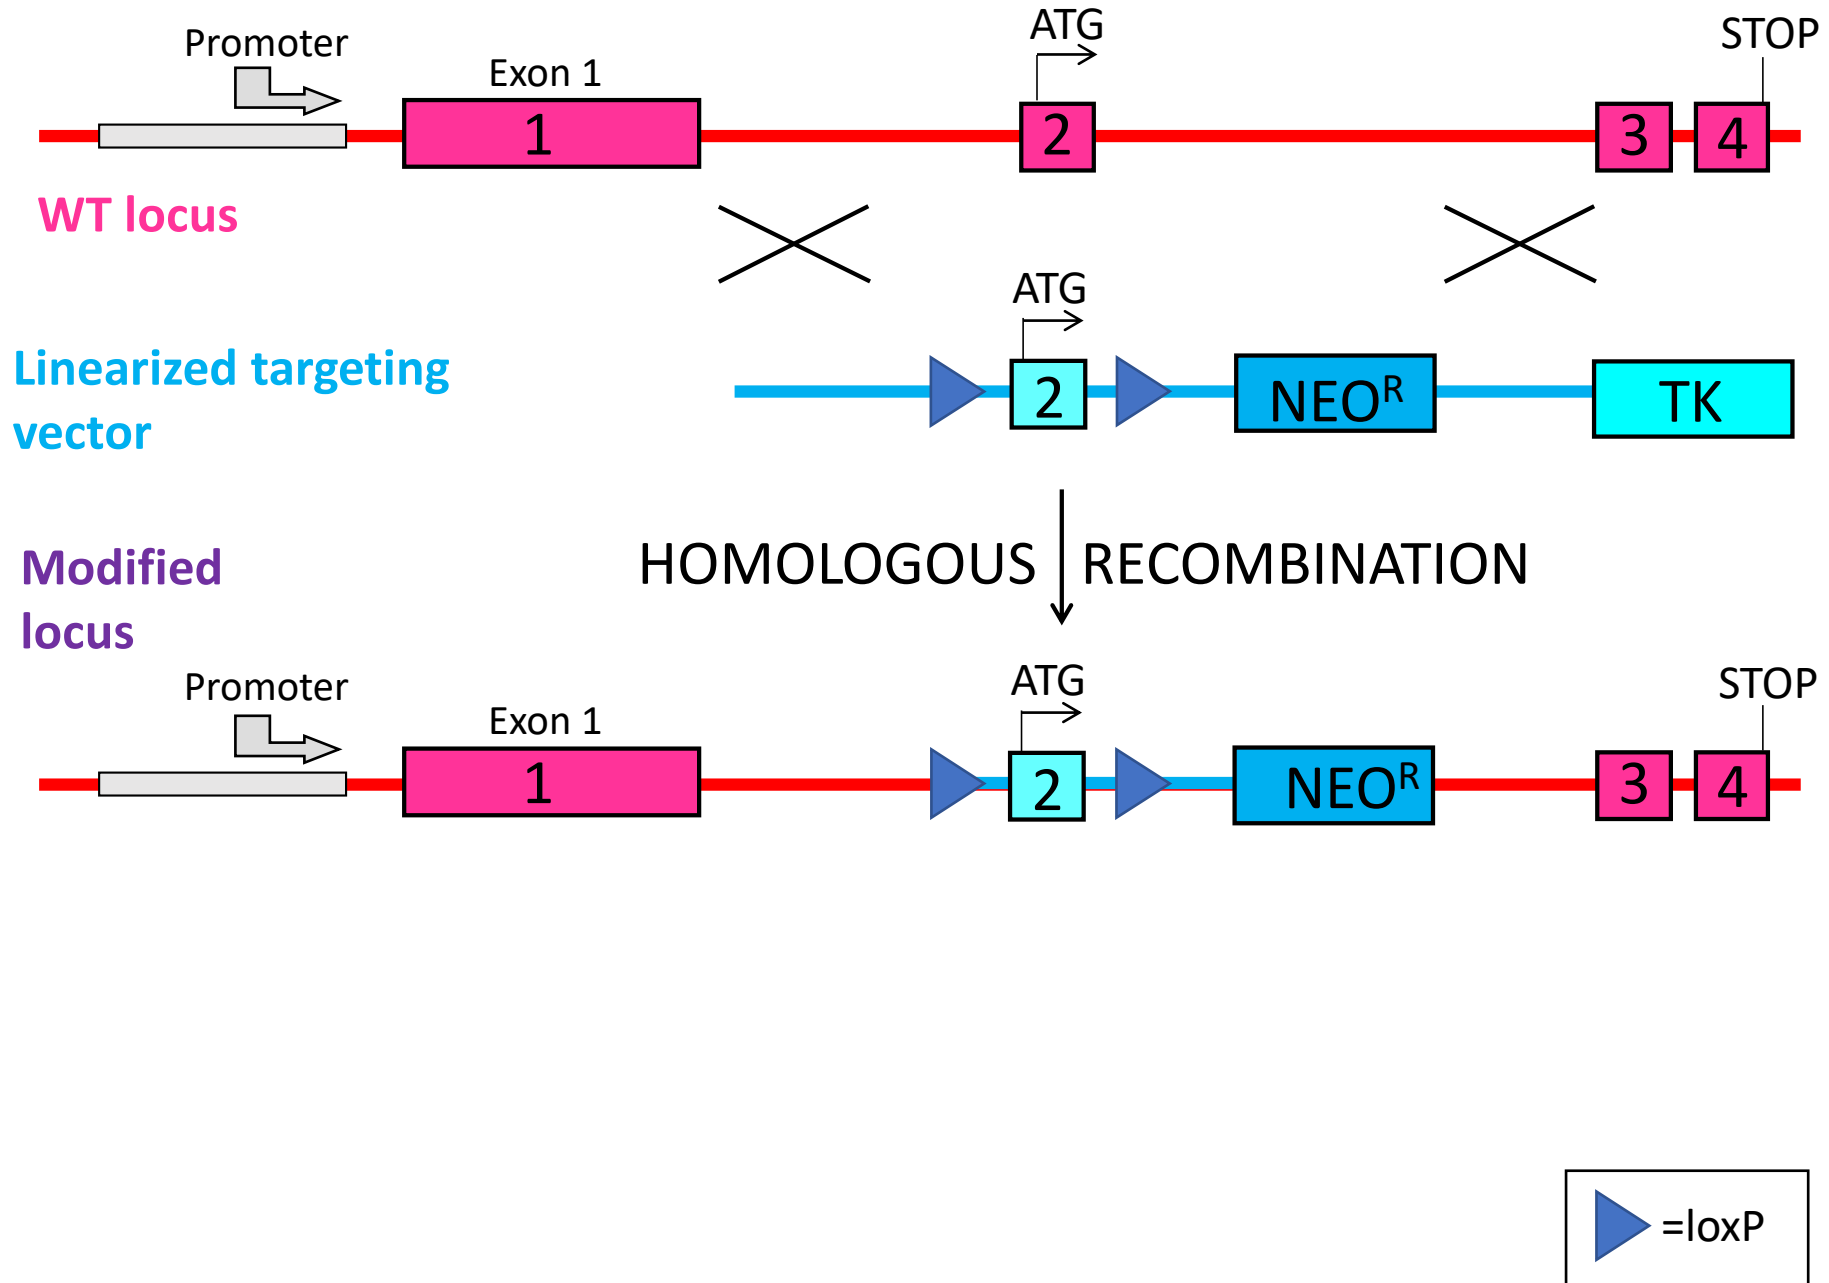 Promoter
Exon 1
ATG
STOP
1
2
3
4
WT locus
ATG
Linearized targeting
vector
2
NEOᴿ
TK
HOMOLOGOUS RECOMBINATION
Modified
locus
Promoter
Exon 1
ATG
STOP
1
2
NEOᴿ
3
4
=loxP